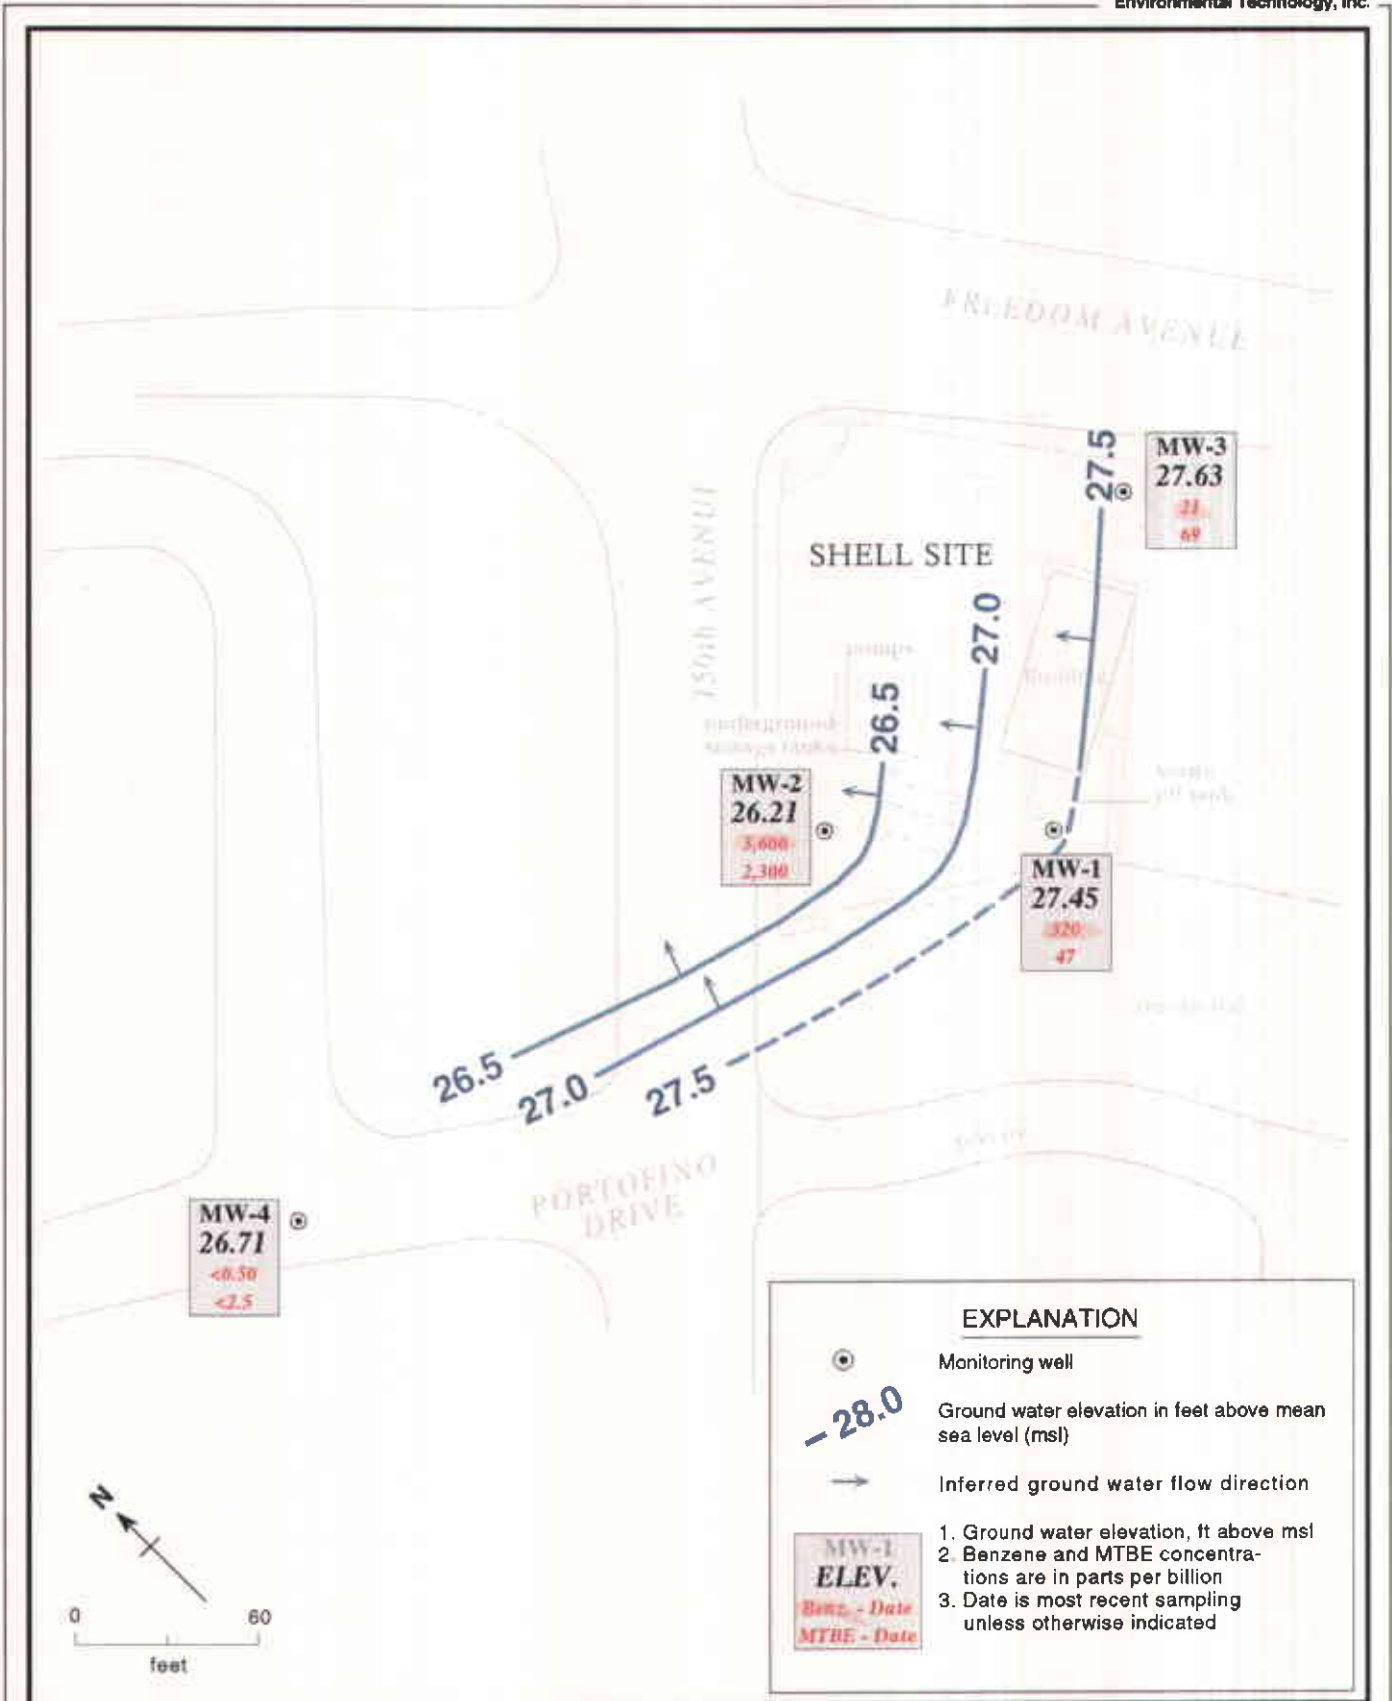 Environmental Technology, Inc.
FREEDOM AVENUE
27.5
MW-3
27.63
21
69
150th AVENUE
SHELL SITE
27.0
pumps
26.5
underground
storage tanks
MW-2
26.21
3,600
2,300
MW-1
27.45
320
47
26.5
27.0
27.5
PORTOFINO
DRIVE
MW-4
26.71
<0.50
<2.5
EXPLANATION
Monitoring well
28.0
Ground water elevation in feet above mean
sea level (msl)
Inferred ground water flow direction
MW-1
ELEV.
Benz. - Date
MTBE - Date
1. Ground water elevation, ft above msl
2. Benzene and MTBE concentra-
tions are in parts per billion
3. Date is most recent sampling
unless otherwise indicated
N
0 60
feet